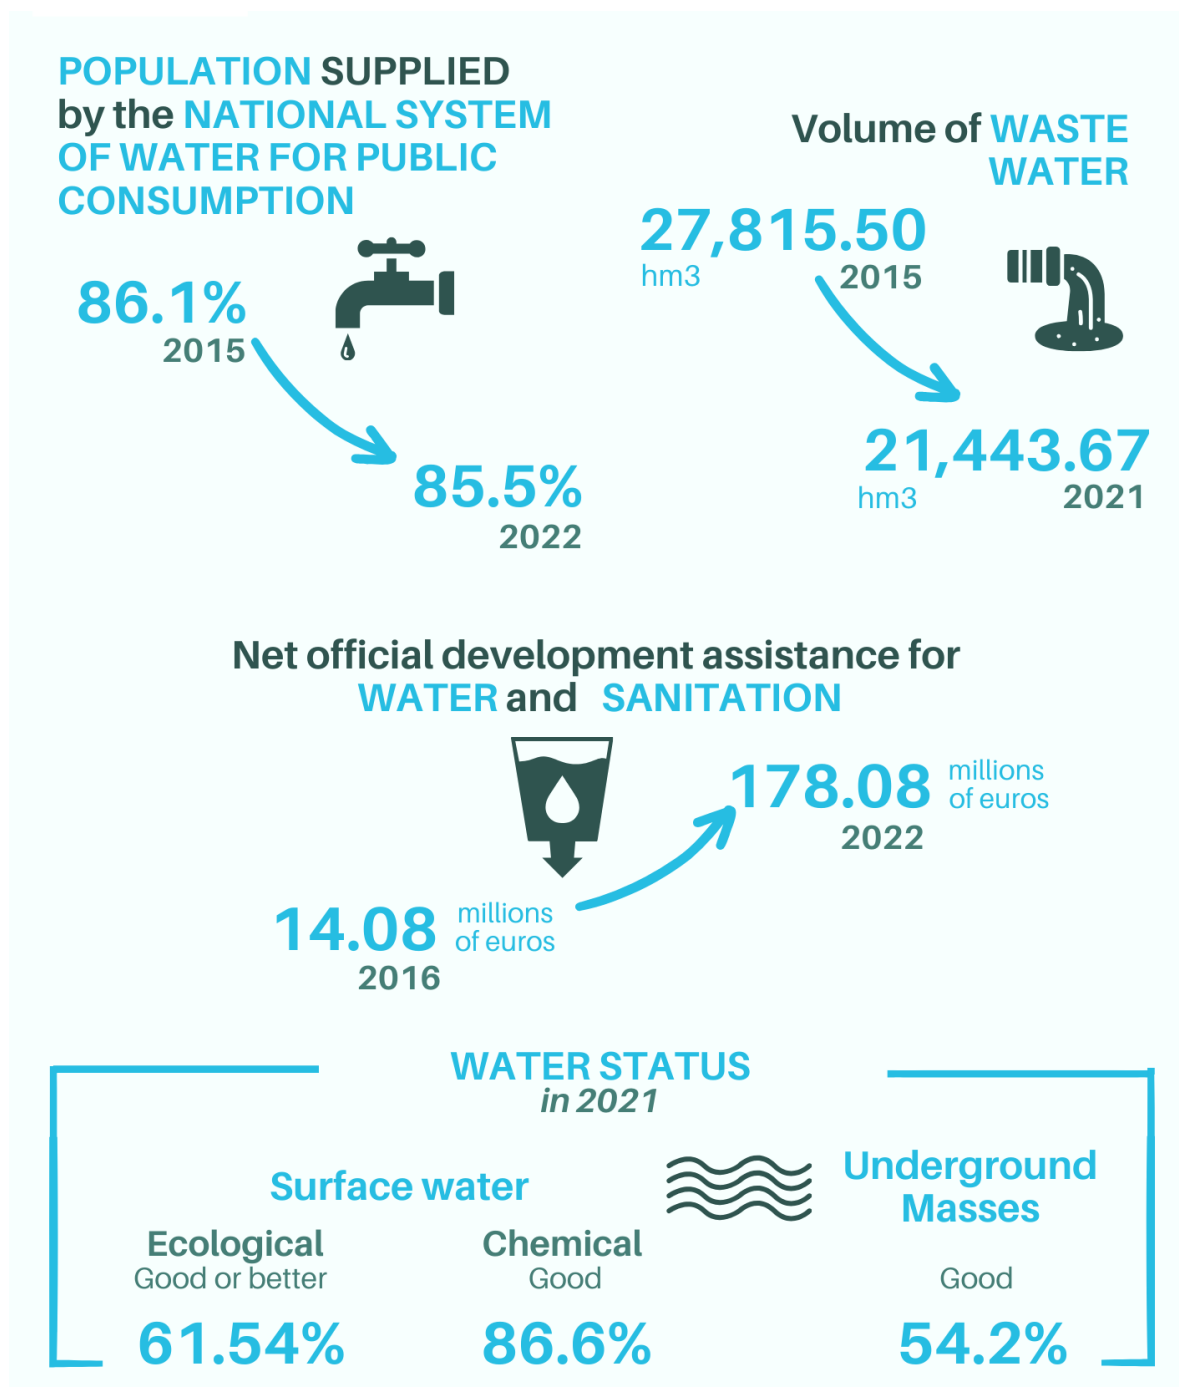 POPULATION SUPPLIED
by the NATIONAL SYSTEM
OF WATER FOR PUBLIC
CONSUMPTION
86.1%
2015
85.5%
2022
Volume of WASTE
WATER
27,815.50
hm3 2015
21,443.67
hm3 2021
Net official development assistance for
WATER and SANITATION
178.08 millions
of euros
2022
14.08 millions
of euros
2016
WATER STATUS
in 2021
Surface water
Ecological
Good or better
61.54%
Chemical
Good
86.6%
Underground
Masses
Good
54.2%